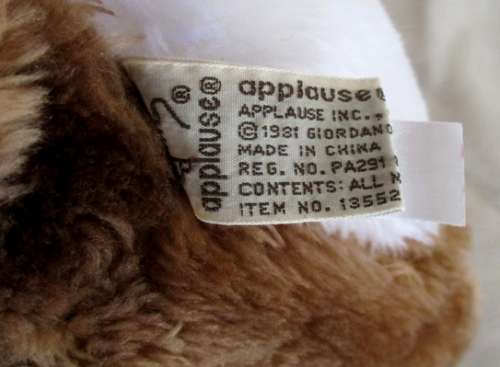 applause®
applause®
APPLAUSE INC.,
©1981 GIORDANO
MADE IN CHINA
REG. NO. PA291
CONTENTS: ALL
ITEM NO. 13552